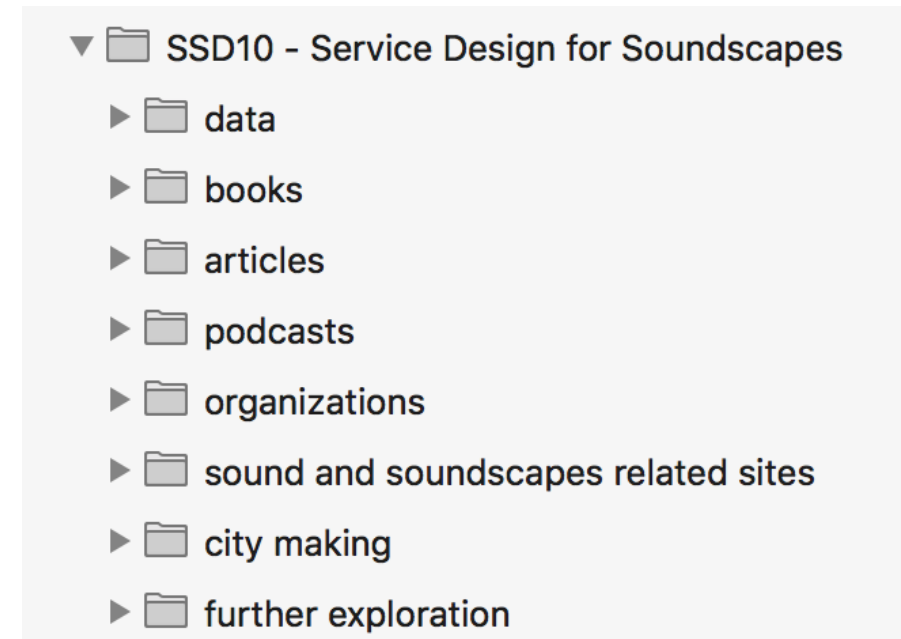 SSD10 - Service Design for Soundscapes
data
books
articles
podcasts
organizations
sound and soundscapes related sites
city making
further exploration